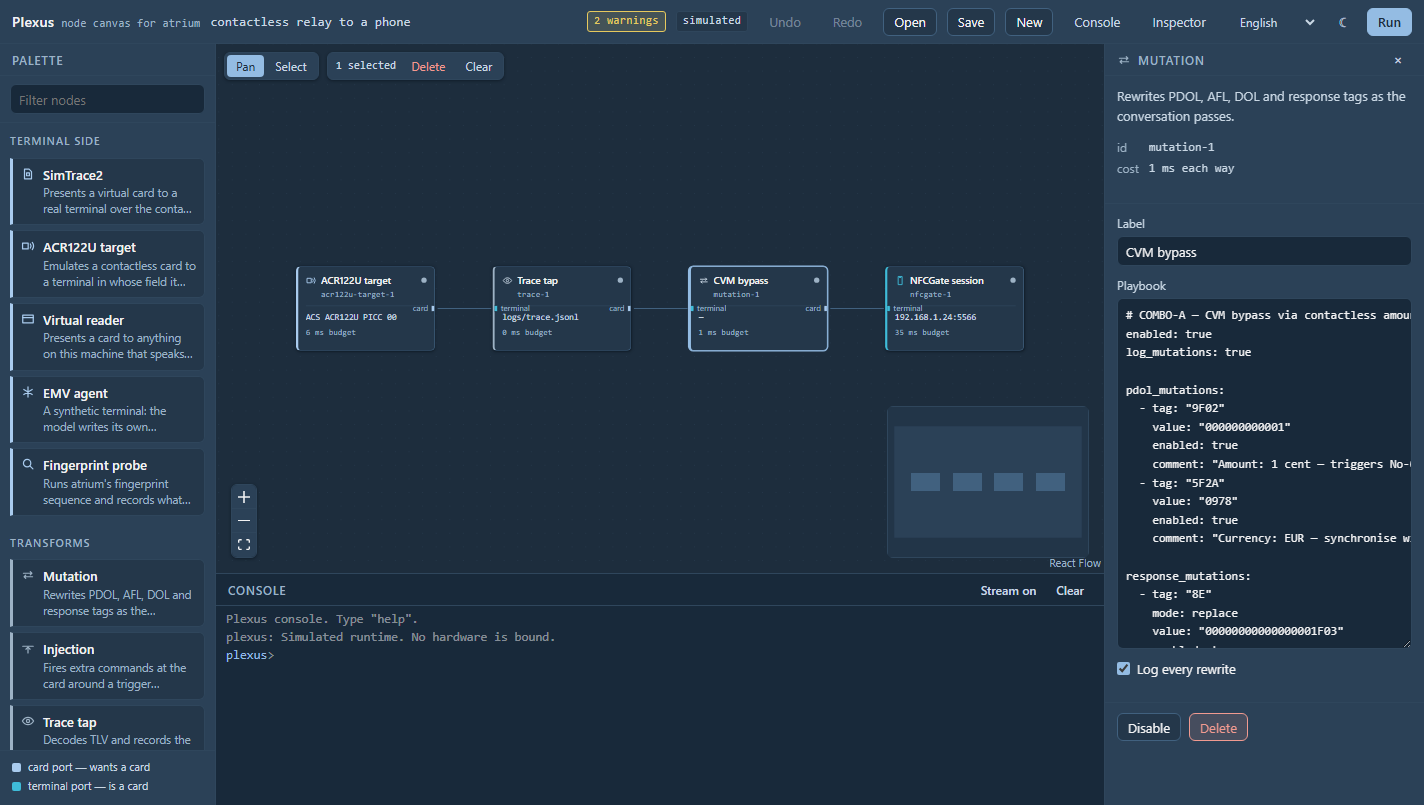 Plexus node canvas for atrium contactless relay to a phone
2 warnings simulated Undo Redo Open Save New Console Inspector English Run
PALETTE
Filter nodes
TERMINAL SIDE
SimTrace2
Presents a virtual card to a
real terminal over the conta...
ACR122U target
Emulates a contactless card to
a terminal in whose field it...
Virtual reader
Presents a card to anything
on this machine that speaks...
EMV agent
A synthetic terminal: the
model writes its own...
Fingerprint probe
Runs atrium's fingerprint
sequence and records what...
TRANSFORMS
Mutation
Rewrites PDOL, AFL, DOL and
response tags as the...
Injection
Fires extra commands at the
card around a trigger...
Trace tap
Decodes TLV and records the
card port — wants a card
terminal port — is a card
Pan Select 1 selected Delete Clear
ACR122U target
acr122u-target-1
card
ACS ACR122U PICC 00
6 ms budget
Trace tap
trace-1
terminal card
logs/trace.jsonl
0 ms budget
CVM bypass
mutation-1
terminal card
—
1 ms budget
NFCGate session
nfcgate-1
terminal
192.168.1.24:5566
35 ms budget
React Flow
CONSOLE Stream on Clear
Plexus console. Type "help".
plexus: Simulated runtime. No hardware is bound.
plexus>
MUTATION
Rewrites PDOL, AFL, DOL and response tags as the
conversation passes.
id mutation-1
cost 1 ms each way
Label
CVM bypass
Playbook
# COMBO-A — CVM bypass via contactless amou
enabled: true
log_mutations: true
pdol_mutations:
- tag: "9F02"
value: "000000000001"
enabled: true
comment: "Amount: 1 cent — triggers No-
- tag: "5F2A"
value: "0978"
enabled: true
comment: "Currency: EUR — synchronise w
response_mutations:
- tag: "8E"
mode: replace
value: "00000000000000001F03"
Log every rewrite
Disable Delete